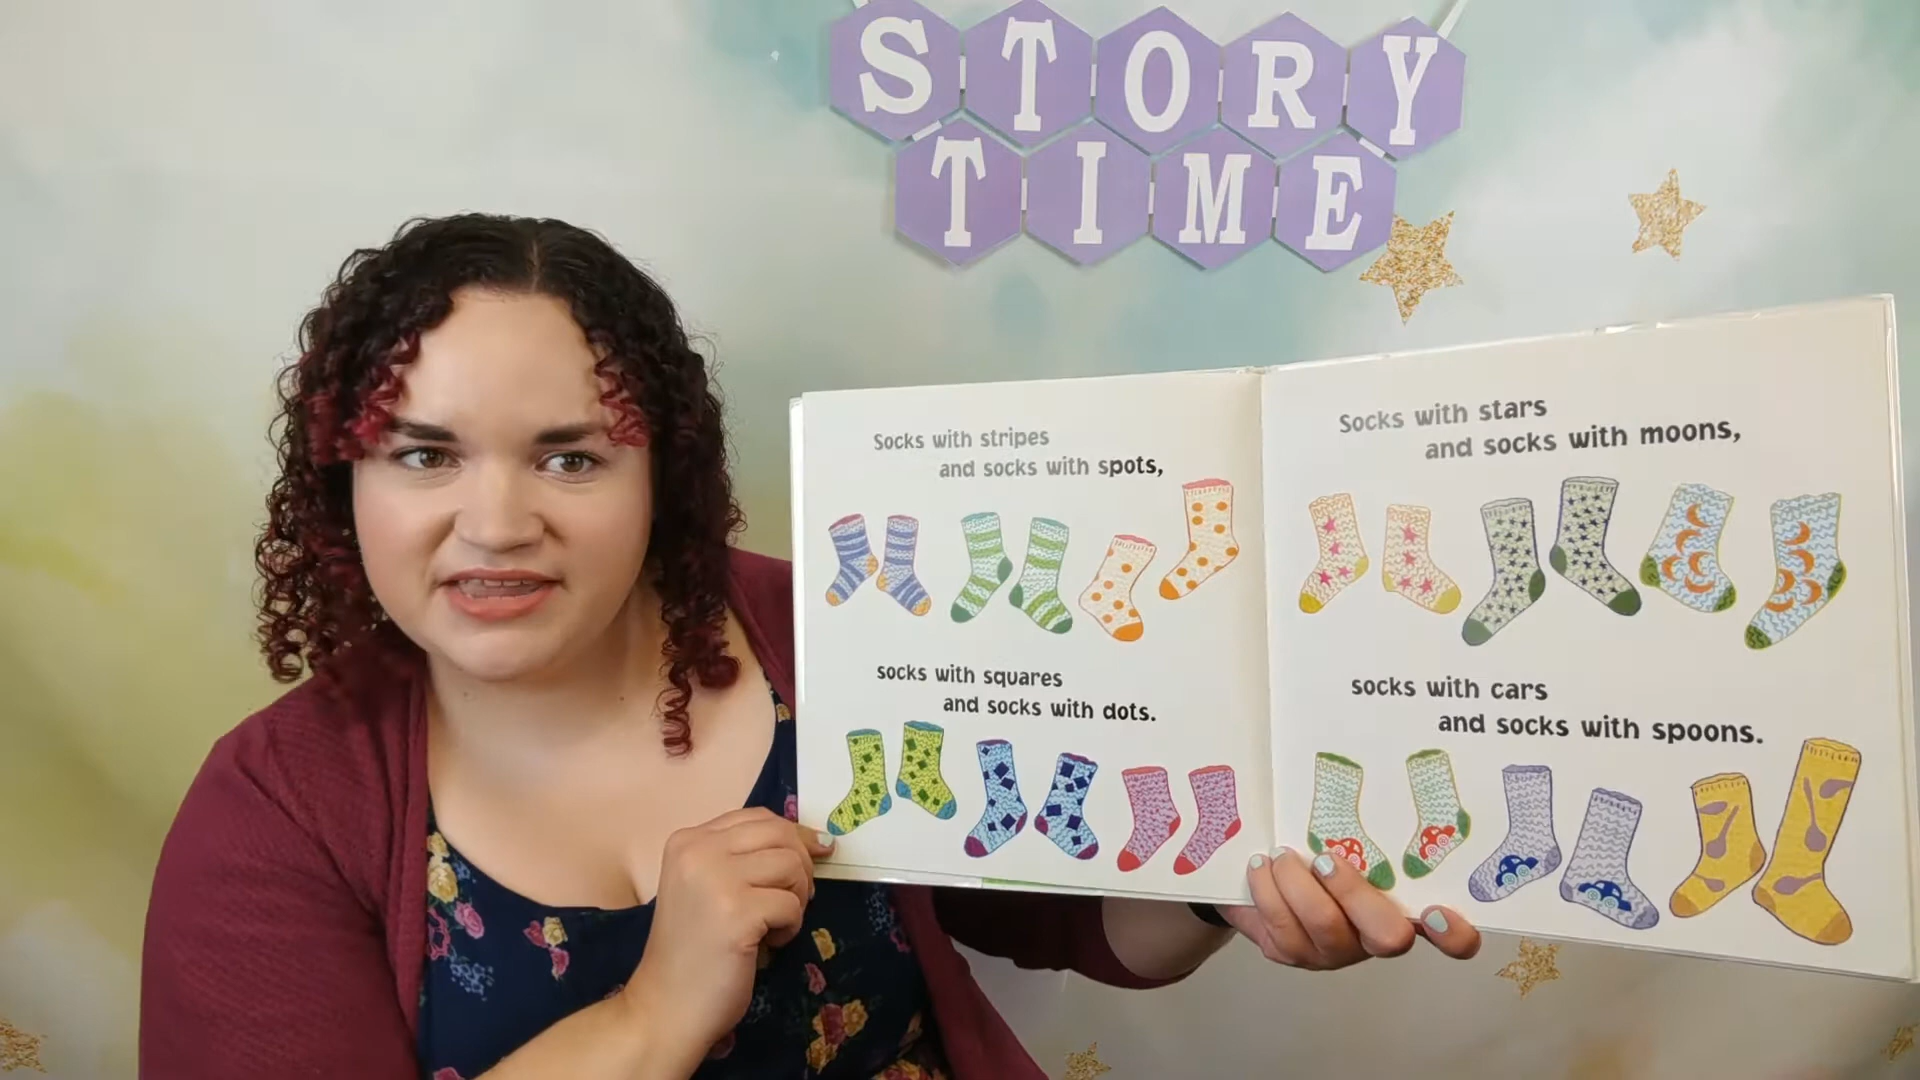 STORY
TIME
Socks with stripes
and socks with spots,
socks with squares
and socks with dots.
Socks with stars
and socks with moons,
socks with cars
and socks with spoons.